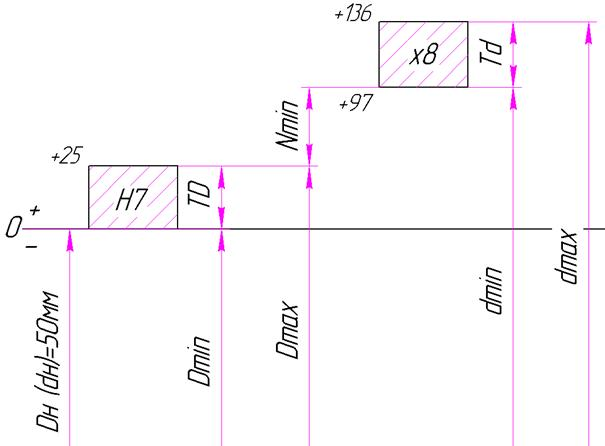 +136
x8
Td
+97
Nmin
+25
H7
TD
0
+
−
Dн (dн)=50мм
Dmin
Dmax
dmin
dmax